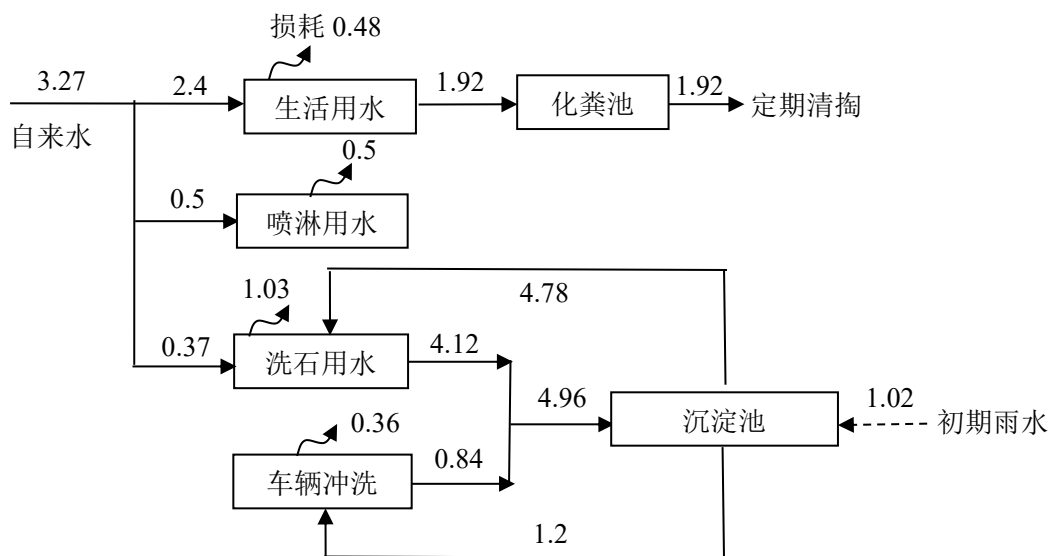 损耗 0.48
3.27
2.4
生活用水
1.92
化粪池
1.92
定期清掏
自来水
0.5
0.5
喷淋用水
1.03
4.78
0.37
洗石用水
4.12
4.96
沉淀池
1.02
初期雨水
0.36
车辆冲洗
0.84
1.2